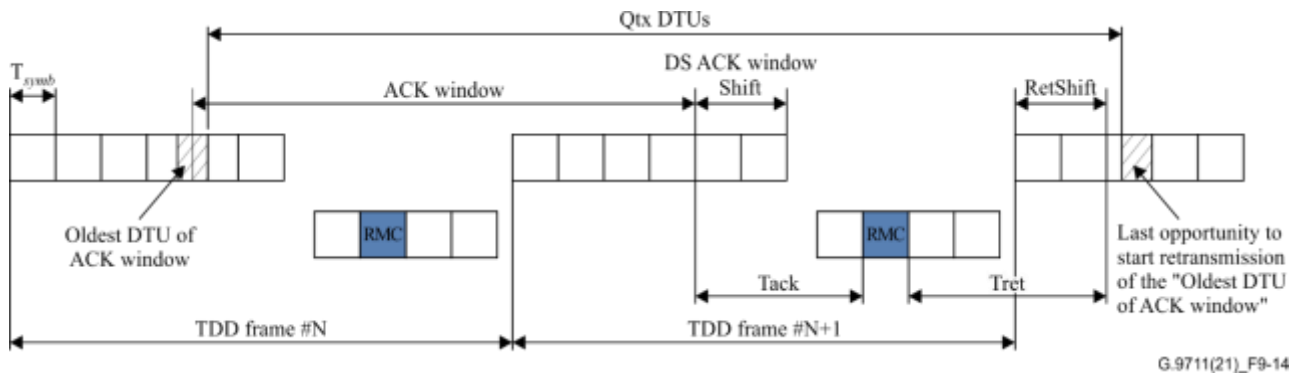 Qtx DTUs
T_symb
DS ACK window
ACK window
Shift
RetShift
Oldest DTU of
ACK window
RMC
RMC
Last opportunity to
start retransmission
of the "Oldest DTU
of ACK window"
Tack
Tret
TDD frame #N
TDD frame #N+1
G.9711(21)_F9-14